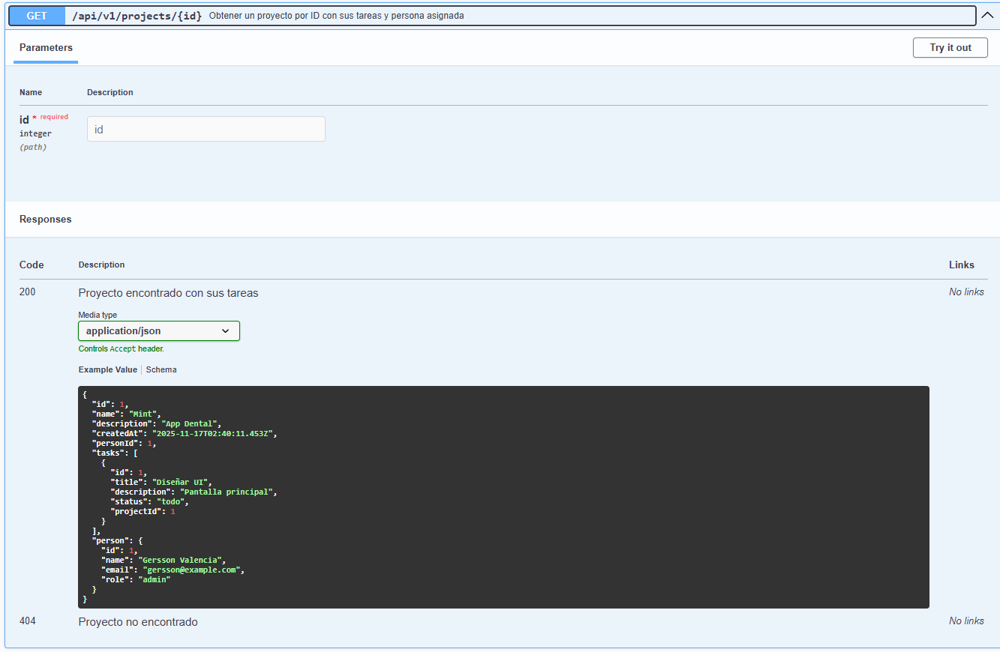 GET /api/v1/projects/{id} Obtener un proyecto por ID con sus tareas y persona asignada
Parameters Try it out
Name Description
id * required id
integer
(path)
Responses
Code Description Links
200 Proyecto encontrado con sus tareas No links
Media type
application/json
Controls Accept header.
Example Value Schema
{
  "id": 1,
  "name": "Mint",
  "description": "App Dental",
  "createdAt": "2025-11-17T02:40:11.453Z",
  "personId": 1,
  "tasks": [
    {
      "id": 1,
      "title": "Diseñar UI",
      "description": "Pantalla principal",
      "status": "todo",
      "projectId": 1
    }
  ],
  "person": {
    "id": 1,
    "name": "Gersson Valencia",
    "email": "gersson@example.com",
    "role": "admin"
  }
}
404 Proyecto no encontrado No links